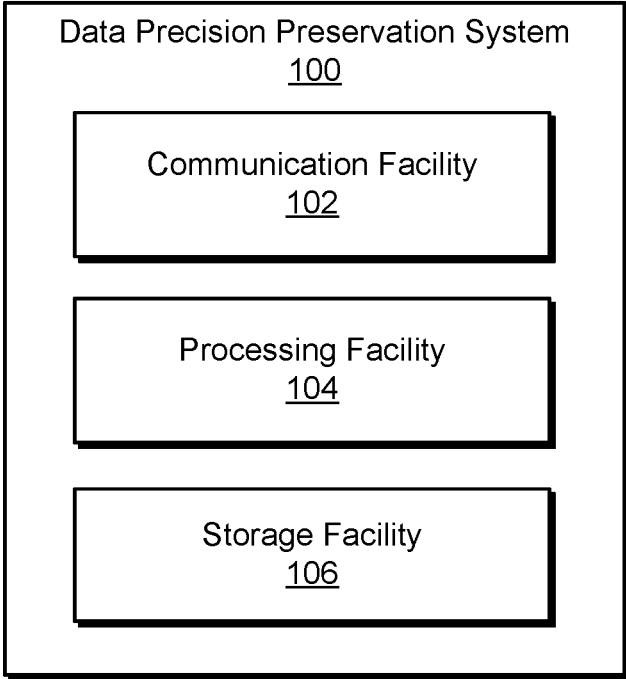 Data Precision Preservation System
100
Communication Facility
102
Processing Facility
104
Storage Facility
106